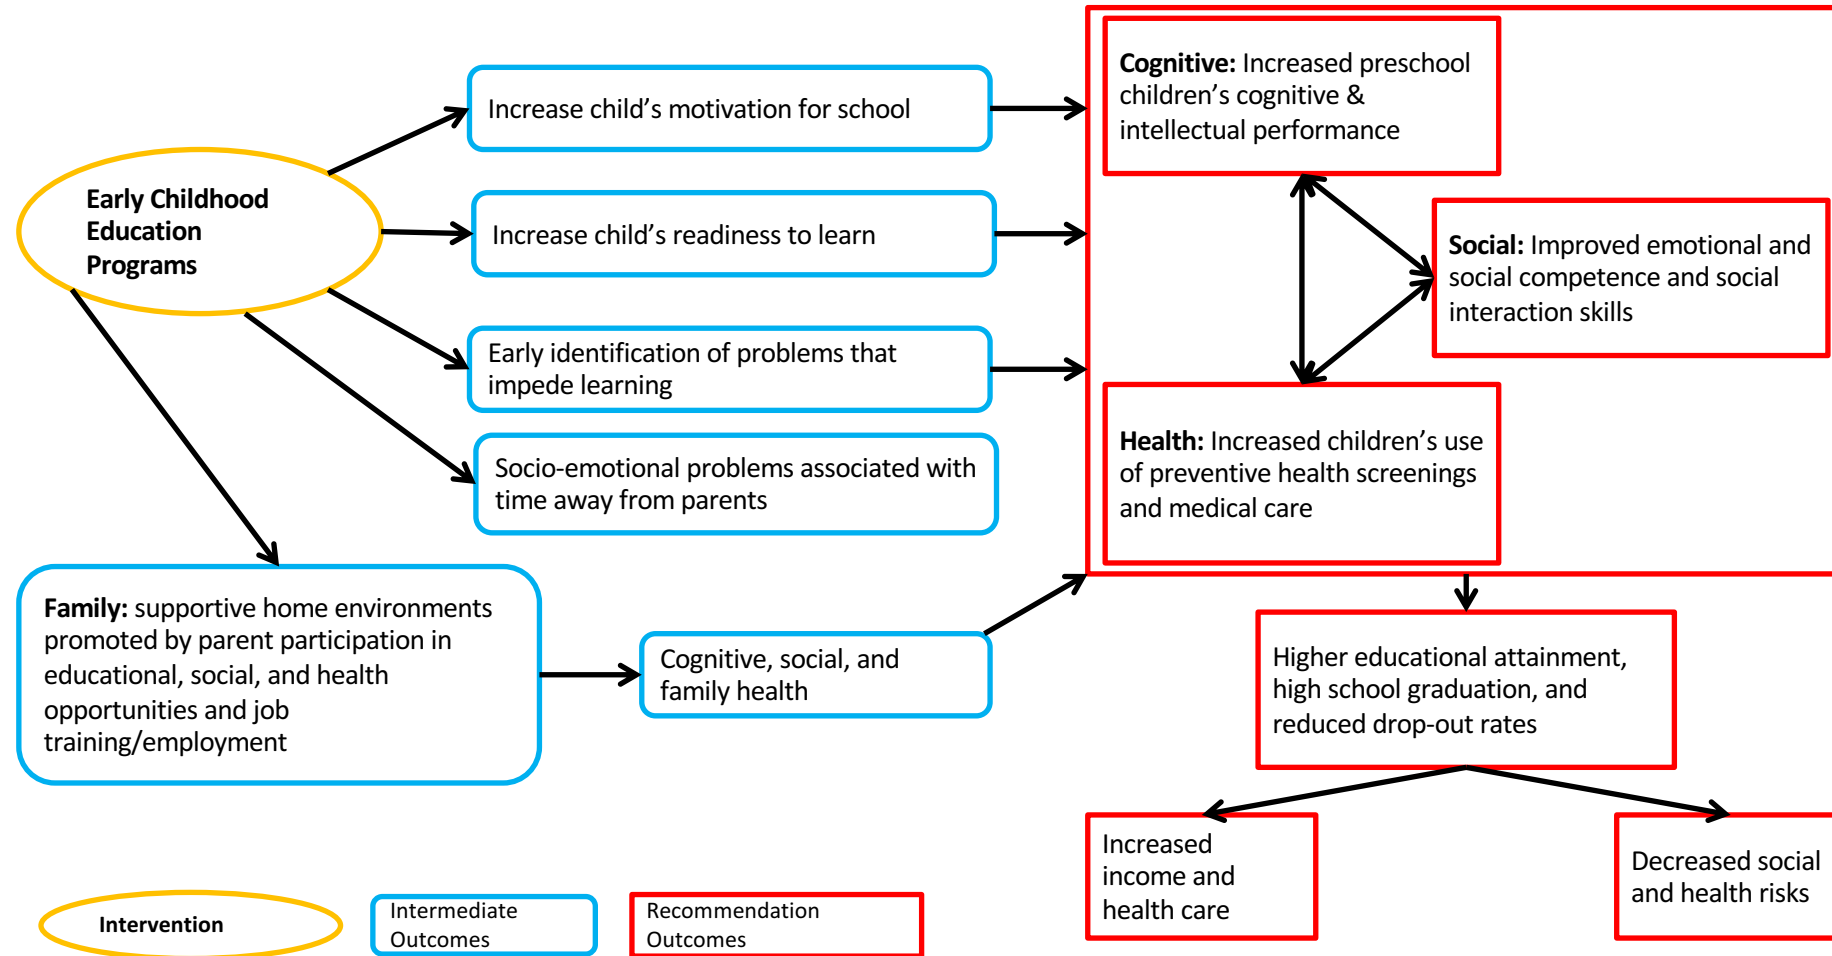 Early Childhood
Education
Programs
Increase child’s motivation for school
Increase child’s readiness to learn
Early identification of problems that
impede learning
Socio-emotional problems associated with
time away from parents
Family: supportive home environments
promoted by parent participation in
educational, social, and health
opportunities and job
training/employment
Cognitive, social, and
family health
Cognitive: Increased preschool
children’s cognitive &
intellectual performance
Social: Improved emotional and
social competence and social
interaction skills
Health: Increased children’s use
of preventive health screenings
and medical care
Higher educational attainment,
high school graduation, and
reduced drop-out rates
Increased
income and
health care
Decreased social
and health risks
Intervention
Intermediate
Outcomes
Recommendation
Outcomes